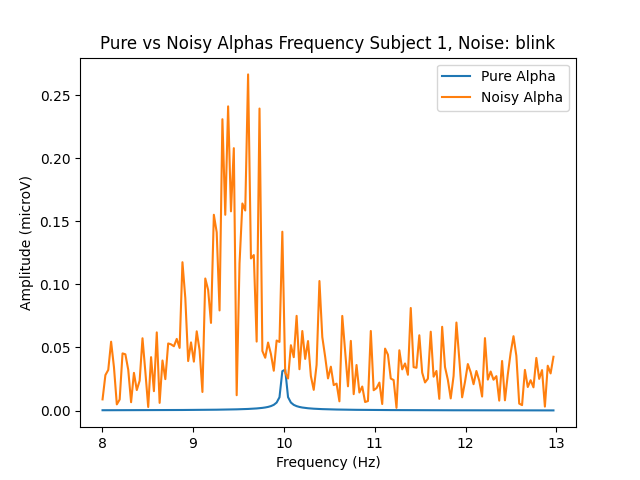 Pure vs Noisy Alphas Frequency Subject 1, Noise: blink
Pure Alpha
Noisy Alpha
Amplitude (microV)
0.25
0.20
0.15
0.10
0.05
0.00
8
9
10
11
12
13
Frequency (Hz)